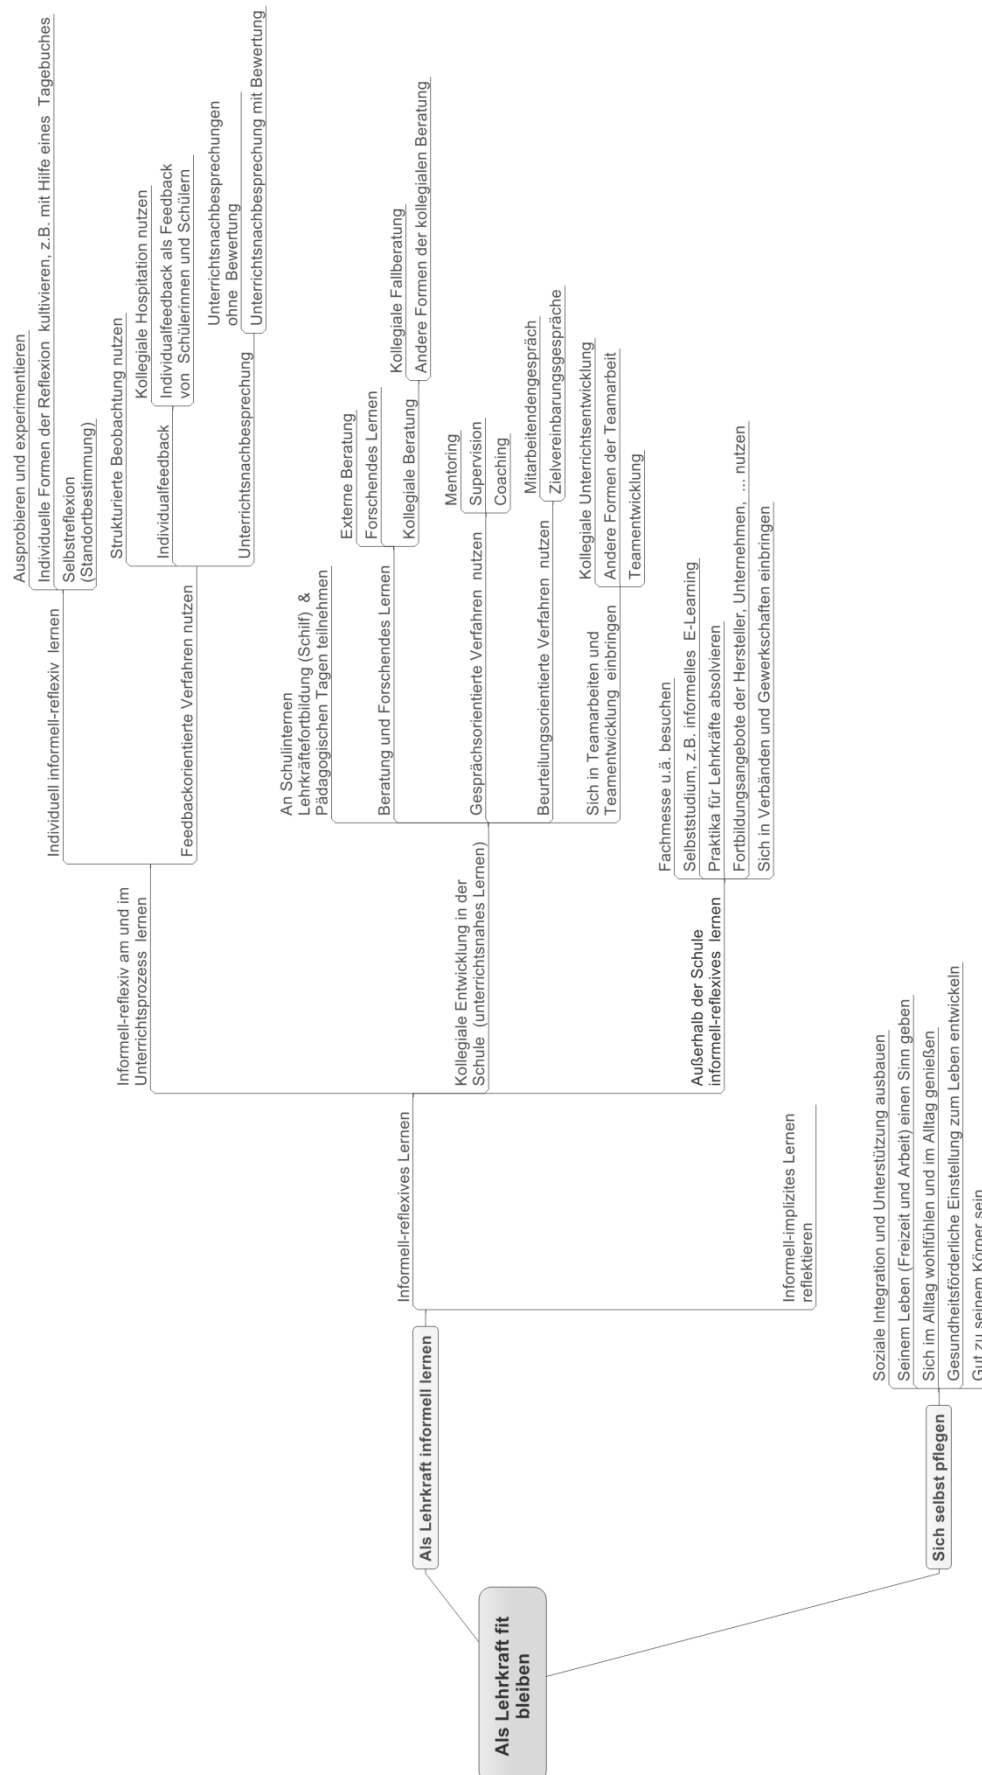 Als Lehrkraft fit
bleiben
Als Lehrkraft informell lernen
Informell-reflexives Lernen
Informell-reflexiv am und im
Unterrichtsprozess lernen
Individuell informell-reflexiv lernen
Ausprobieren und experimentieren
Individuelle Formen der Reflexion kultivieren, z.B. mit Hilfe eines Tagebuches
Selbstreflexion
(Standortbestimmung)
Feedbackorientierte Verfahren nutzen
Strukturierte Beobachtung nutzen
Individualfeedback
Kollegiale Hospitation nutzen
Individualfeedback als Feedback
von Schülerinnen und Schülern
Unterrichtsnachbesprechung
Unterrichtsnachbesprechungen
ohne Bewertung
Unterrichtsnachbesprechung mit Bewertung
Kollegiale Entwicklung in der
Schule (unterrichtsnahes Lernen)
An Schulinternen
Lehrkräftefortbildung (Schilf) &
Pädagogischen Tagen teilnehmen
Beratung und Forschendes Lernen
Externe Beratung
Forschendes Lernen
Kollegiale Beratung
Kollegiale Fallberatung
Andere Formen der kollegialen Beratung
Gesprächsorientierte Verfahren nutzen
Mentoring
Supervision
Coaching
Beurteilungsorientierte Verfahren nutzen
Mitarbeitendengespräch
Zielvereinbarungsgespräche
Sich in Teamarbeiten und
Teamentwicklung einbringen
Kollegiale Unterrichtsentwicklung
Andere Formen der Teamarbeit
Teamentwicklung
Außerhalb der Schule
informell-reflexives lernen
Fachmesse u.ä. besuchen
Selbststudium, z.B. informelles E-Learning
Praktika für Lehrkräfte absolvieren
Fortbildungsangebote der Hersteller, Unternehmen, ... nutzen
Sich in Verbänden und Gewerkschaften einbringen
Informell-implizites Lernen
reflektieren
Sich selbst pflegen
Soziale Integration und Unterstützung ausbauen
Seinem Leben (Freizeit und Arbeit) einen Sinn geben
Sich im Alltag wohlfühlen und im Alltag genießen
Gesundheitsförderliche Einstellung zum Leben entwickeln
Gut zu seinem Körper sein